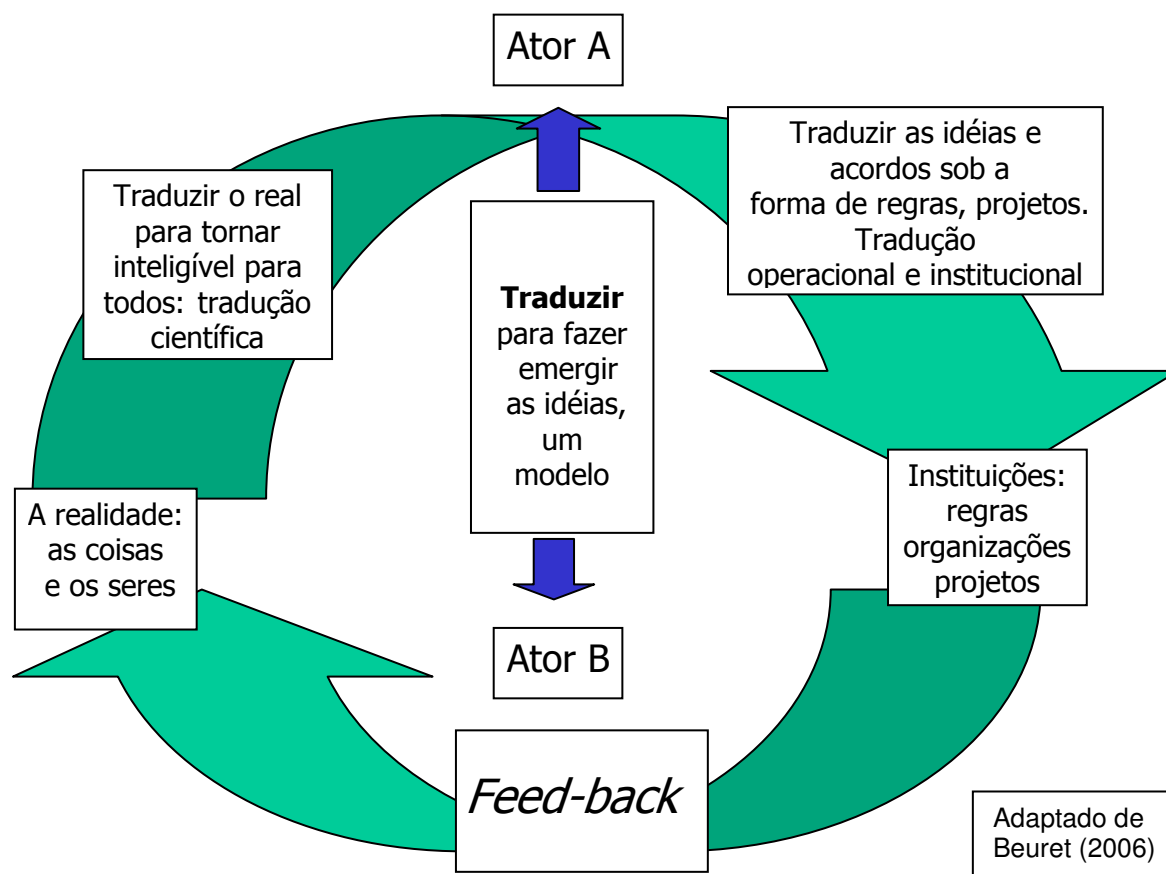 Ator A
Traduzir as idéias e
acordos sob a
forma de regras, projetos.
Tradução
operacional e institucional
Traduzir o real
para tornar
inteligível para
todos: tradução
científica
Traduzir
para fazer
emergir
as idéias,
um
modelo
Instituições:
regras
organizações
projetos
A realidade:
as coisas
e os seres
Ator B
Feed-back
Adaptado de
Beuret (2006)